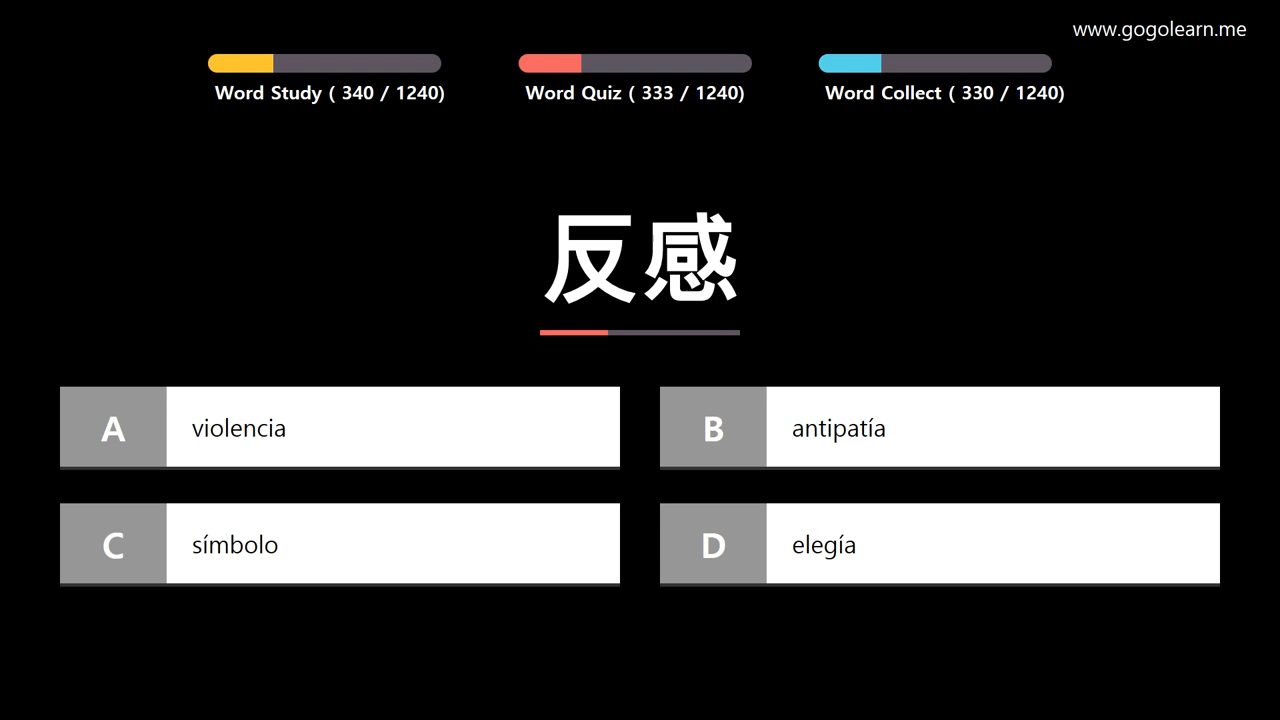 www.gogolearn.me
Word Study ( 340 / 1240)
Word Quiz ( 333 / 1240)
Word Collect ( 330 / 1240)
反感
A violencia
B antipatía
C símbolo
D elegía